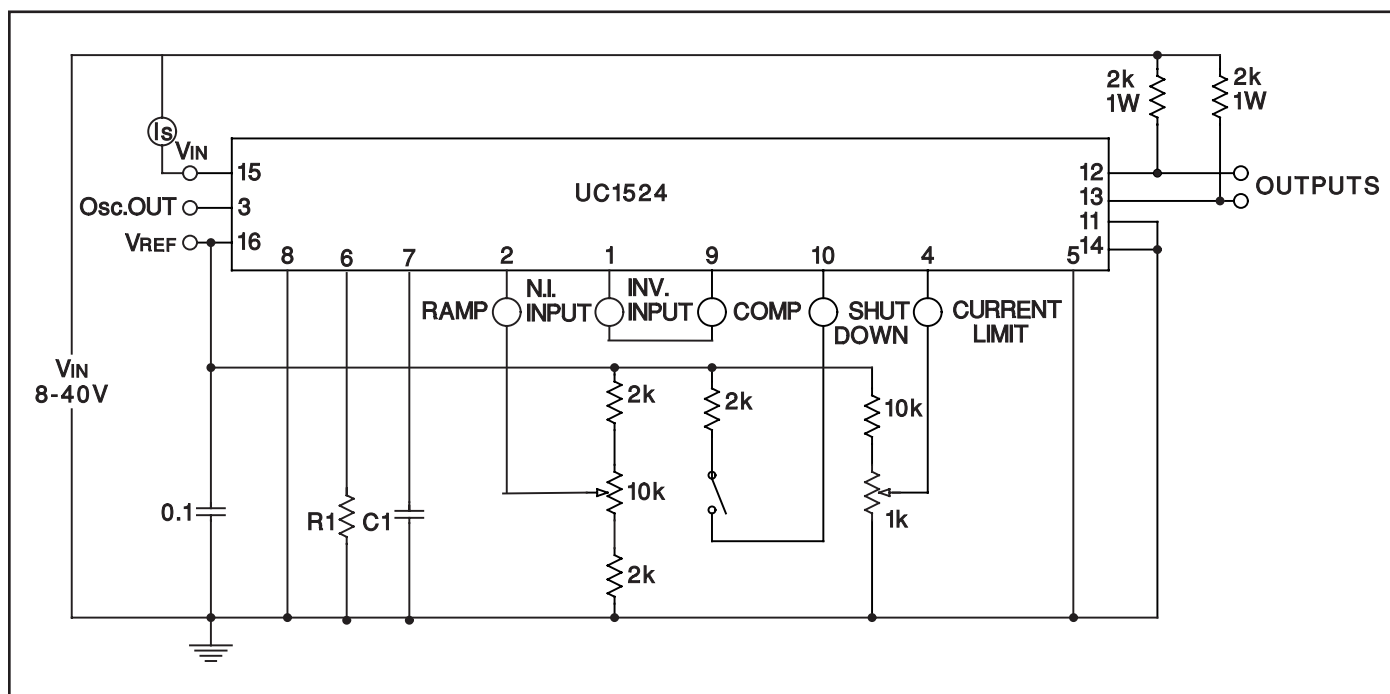 2k
1W
2k
1W
Is
VIN
15
UC1524
12
OUTPUTS
Osc.OUT
3
13
11
VREF
16
14
8
6
7
2
1
9
10
4
5
RAMP
N.I.
INPUT
INV.
INPUT
COMP
SHUT
DOWN
CURRENT
LIMIT
VIN
8-40V
2k
2k
10k
10k
1k
0.1
R1
C1
2k